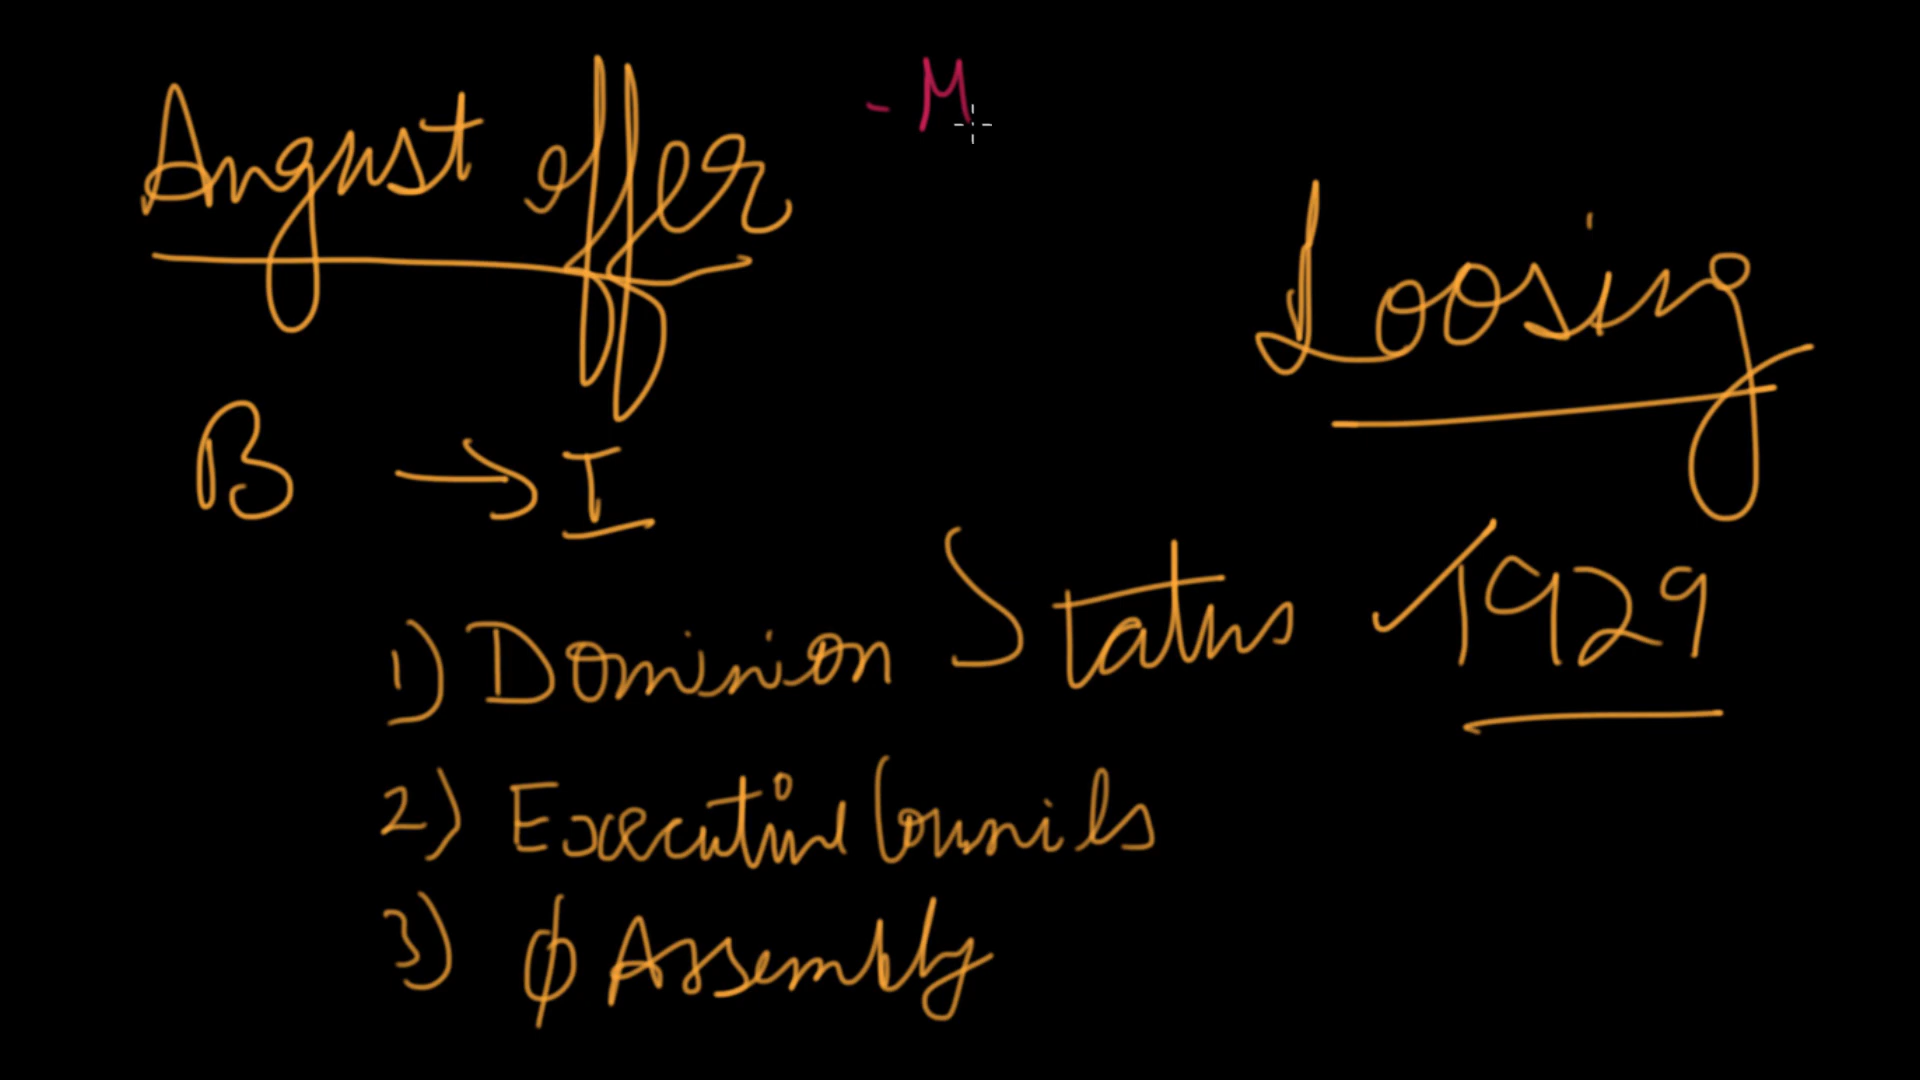 August offer - M
Loosing
B → I
1) Dominion Status 1929
2) Executive Councils
3) ϕ Assembly